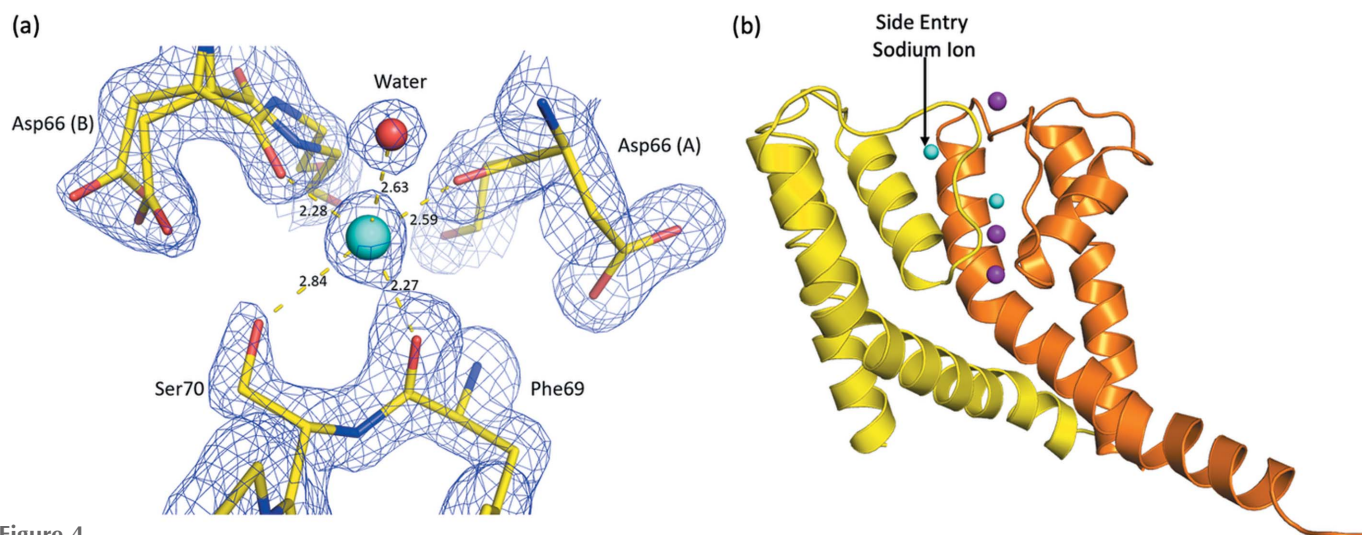 (a)
Water
Asp66 (B)
Asp66 (A)
2.63
2.28
2.59
2.84
2.27
Ser70
Phe69
(b)
Side Entry
Sodium Ion
Figure 4